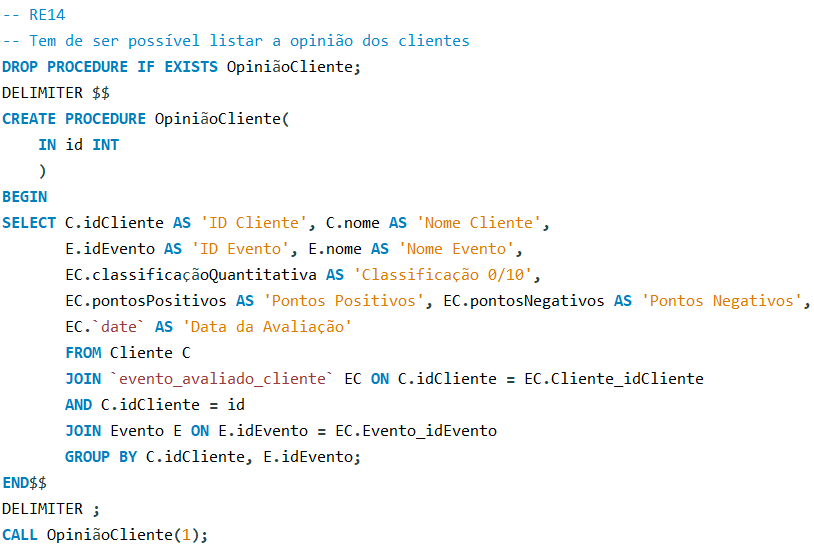 -- RE14
-- Tem de ser possível listar a opinião dos clientes
DROP PROCEDURE IF EXISTS OpiniãoCliente;
DELIMITER $$
CREATE PROCEDURE OpiniãoCliente(
    IN id INT
    )
BEGIN
SELECT C.idCliente AS 'ID Cliente', C.nome AS 'Nome Cliente',
       E.idEvento AS 'ID Evento', E.nome AS 'Nome Evento',
       EC.classificaçãoQuantitativa AS 'Classificação 0/10',
       EC.pontosPositivos AS 'Pontos Positivos', EC.pontosNegativos AS 'Pontos Negativos',
       EC.`date` AS 'Data da Avaliação'
       FROM Cliente C
       JOIN `evento_avaliado_cliente` EC ON C.idCliente = EC.Cliente_idCliente
       AND C.idCliente = id
       JOIN Evento E ON E.idEvento = EC.Evento_idEvento
       GROUP BY C.idCliente, E.idEvento;
END$$
DELIMITER ;
CALL OpiniãoCliente(1);